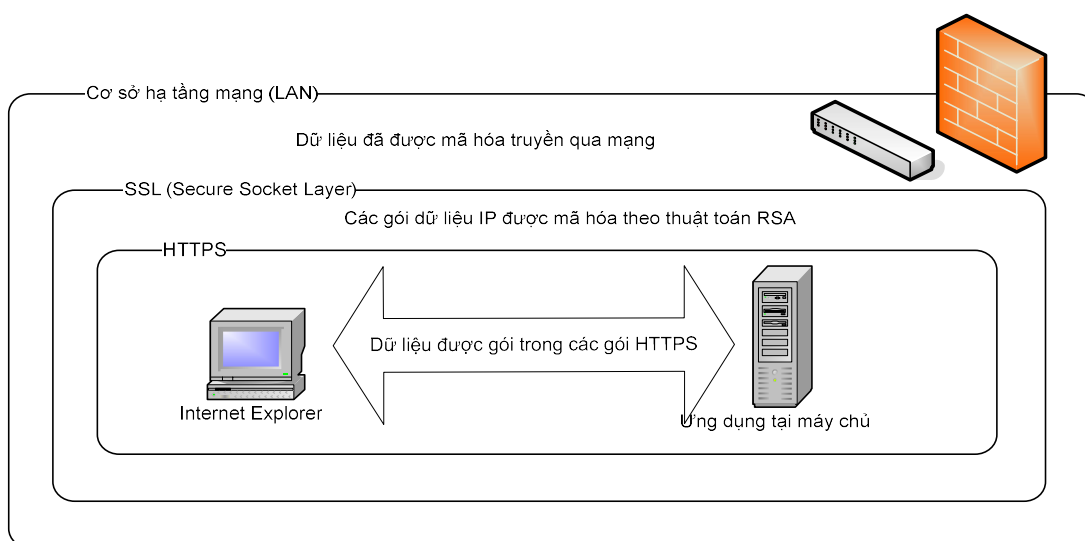 Cơ sở hạ tầng mạng (LAN)
Dữ liệu đã được mã hóa truyền qua mạng
SSL (Secure Socket Layer)
Các gói dữ liệu IP được mã hóa theo thuật toán RSA
HTTPS
Dữ liệu được gói trong các gói HTTPS
Internet Explorer
Ứng dụng tại máy chủ